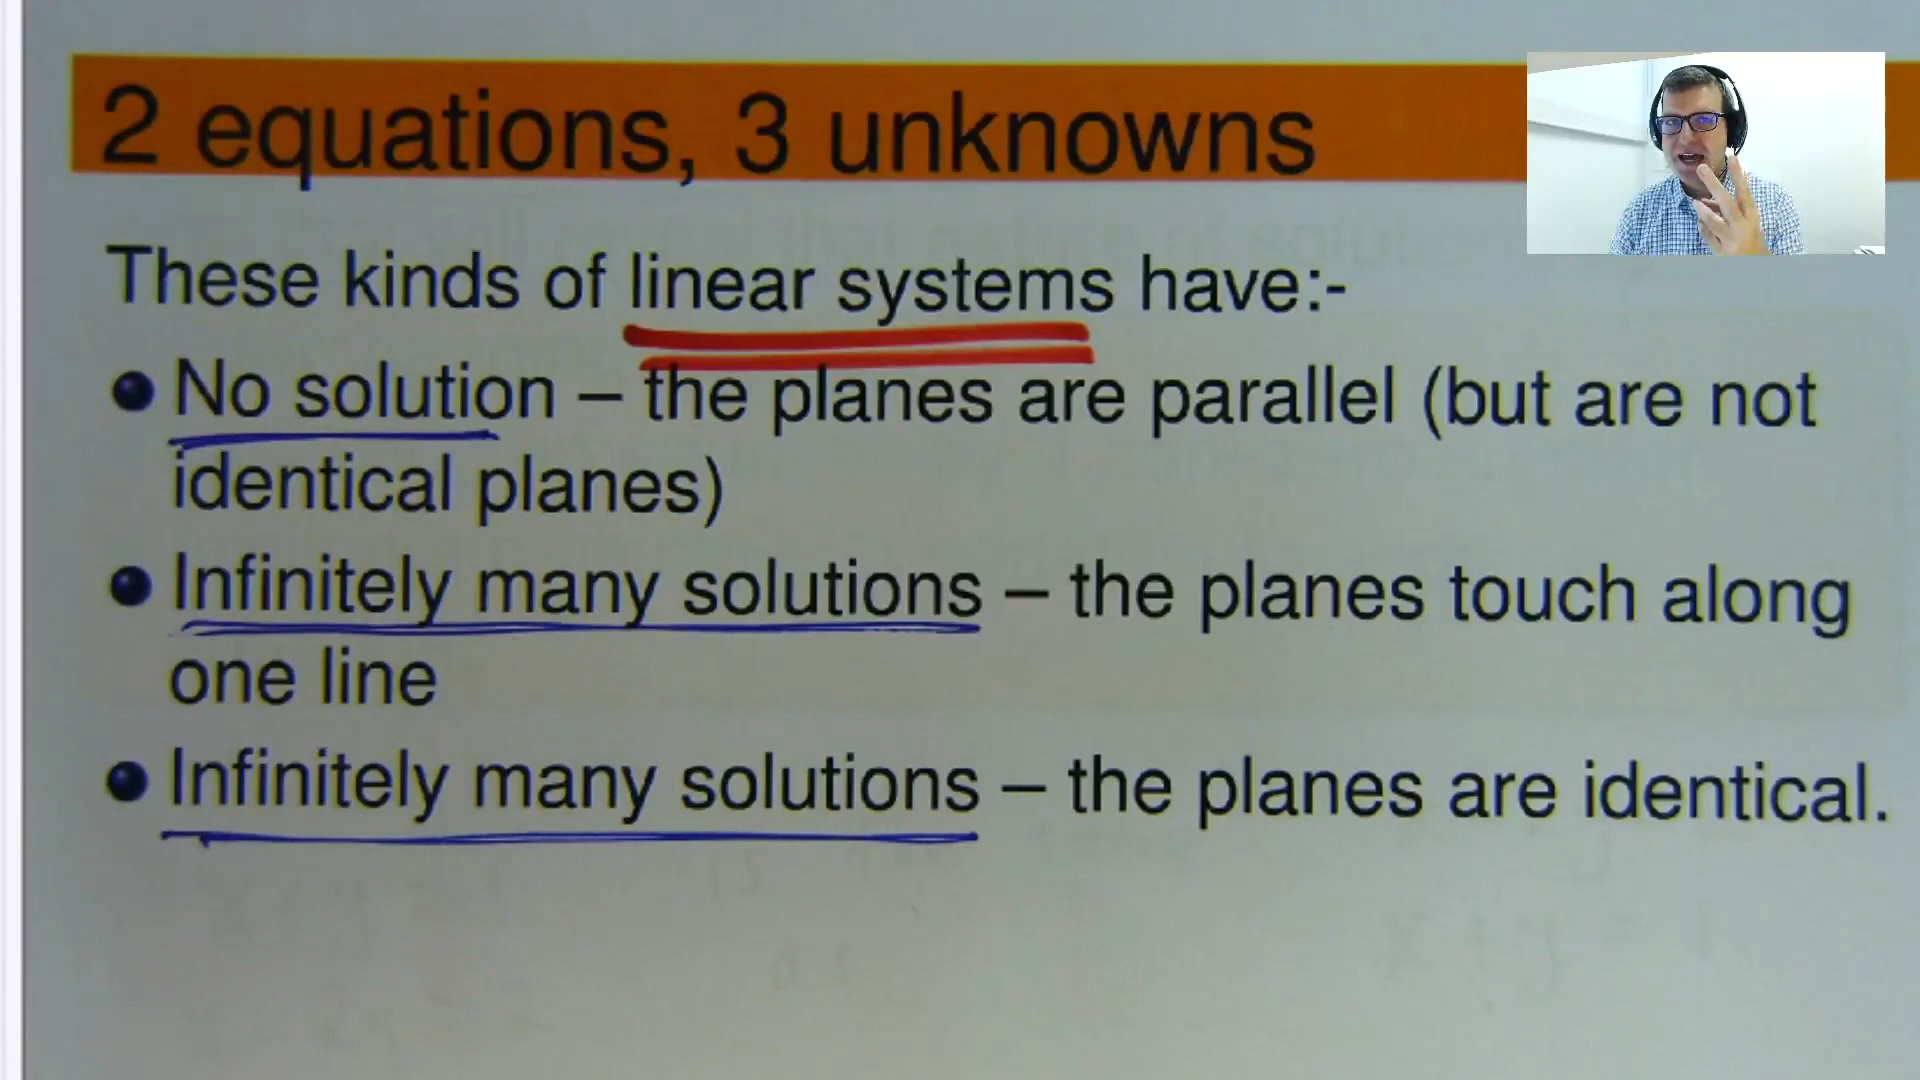 2 equations, 3 unknowns
These kinds of linear systems have:-
No solution – the planes are parallel (but are not
identical planes)
Infinitely many solutions – the planes touch along
one line
Infinitely many solutions – the planes are identical.
x + y = 1